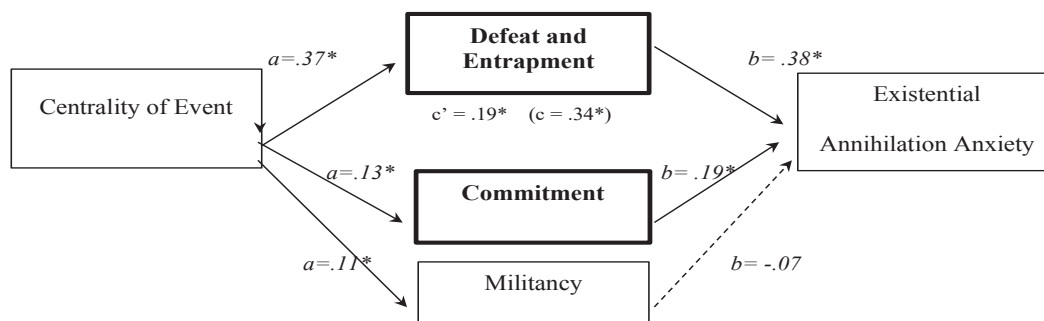 Defeat and
Entrapment
a=.37*
b= .38*
Centrality of Event
Existential
Annihilation Anxiety
c’ = .19* (c = .34*)
a=.13*
Commitment
b= .19*
a=.11*
Militancy
b= -.07